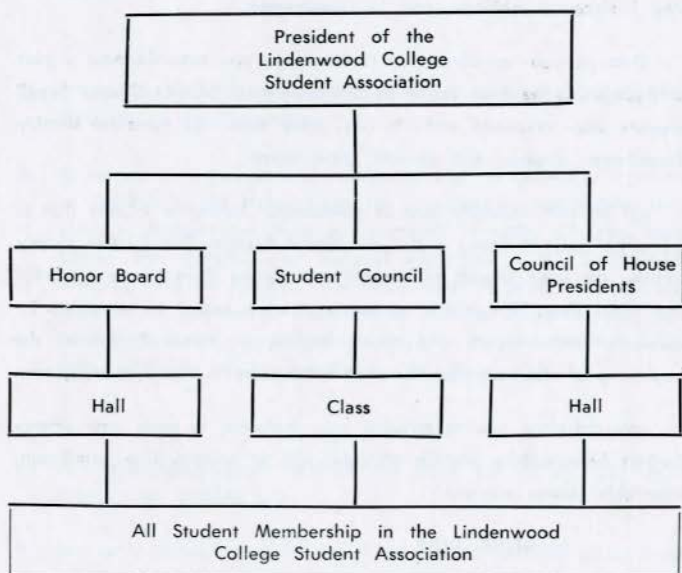 President of the
Lindenwood College
Student Association
Honor Board
Student Council
Council of House
Presidents
Hall
Class
Hall
All Student Membership in the Lindenwood
College Student Association